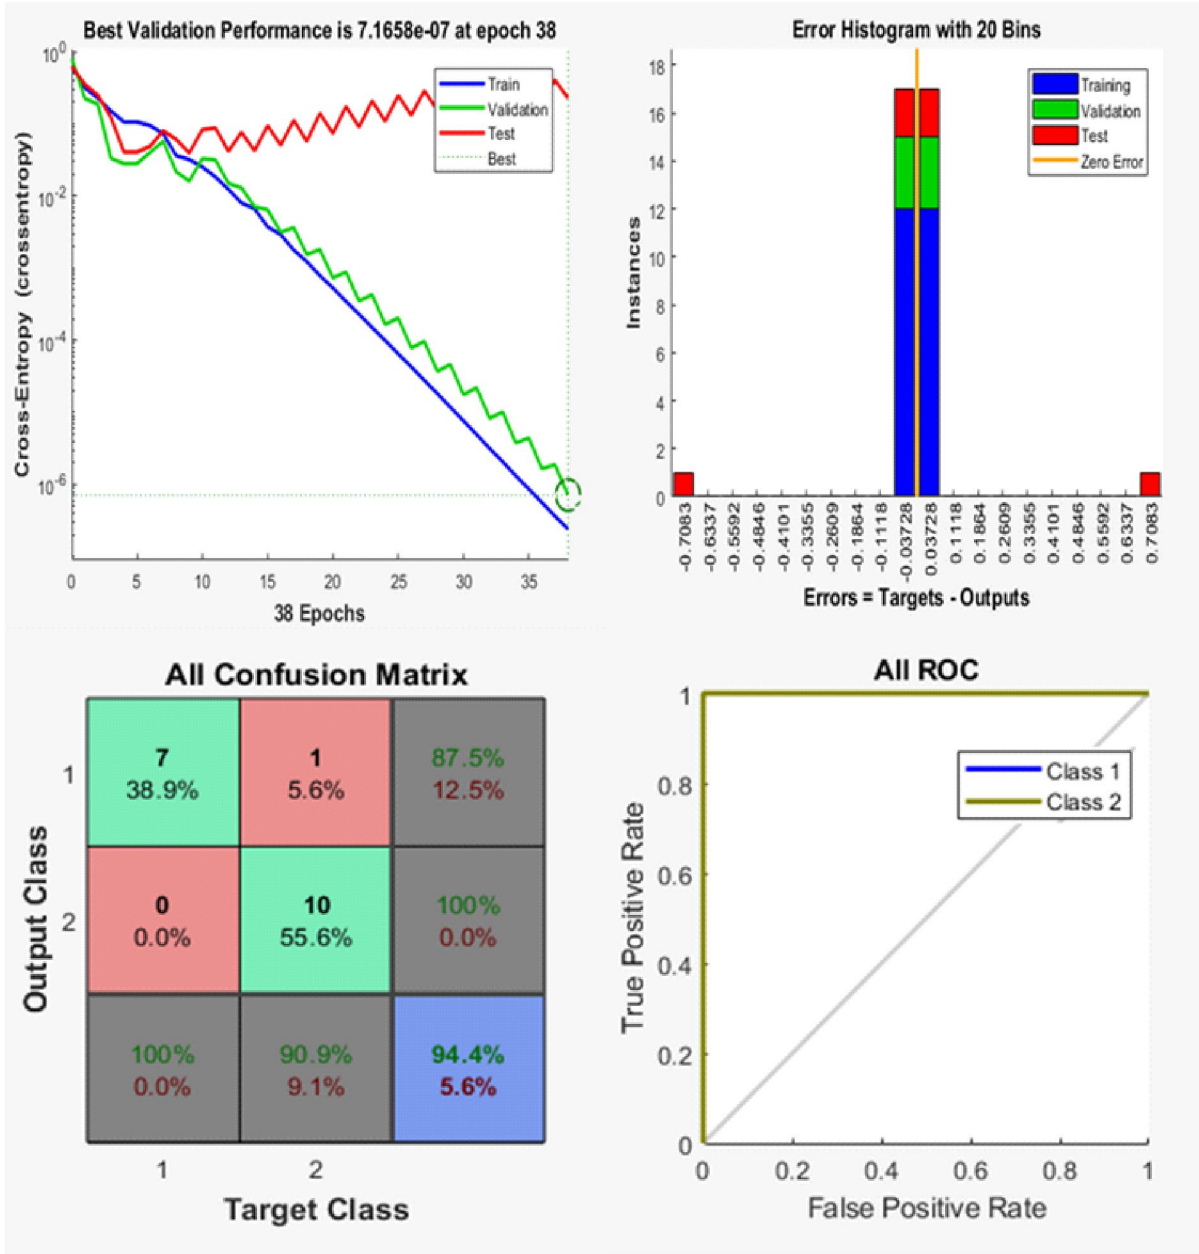 Best Validation Performance is 7.1658e-07 at epoch 38
10^0
10^-2
10^-4
10^-6
Cross-Entropy (crossentropy)
Train
Validation
Test
Best
0 5 10 15 20 25 30 35
38 Epochs
Error Histogram with 20 Bins
18
16
14
12
10
8
6
4
2
0
Instances
Training
Validation
Test
Zero Error
-0.7083
-0.6337
-0.5592
-0.4846
-0.4101
-0.3355
-0.2609
-0.1864
-0.1118
-0.03728
0.03728
0.1118
0.1864
0.2609
0.3355
0.4101
0.4846
0.5592
0.6337
0.7083
Errors = Targets - Outputs
All Confusion Matrix
Output Class
1
7 1 87.5%
38.9% 5.6% 12.5%
2
0 10 100%
0.0% 55.6% 0.0%
100% 90.9% 94.4%
0.0% 9.1% 5.6%
1 2
Target Class
All ROC
1
0.8
0.6
0.4
0.2
0
True Positive Rate
Class 1
Class 2
0 0.2 0.4 0.6 0.8 1
False Positive Rate